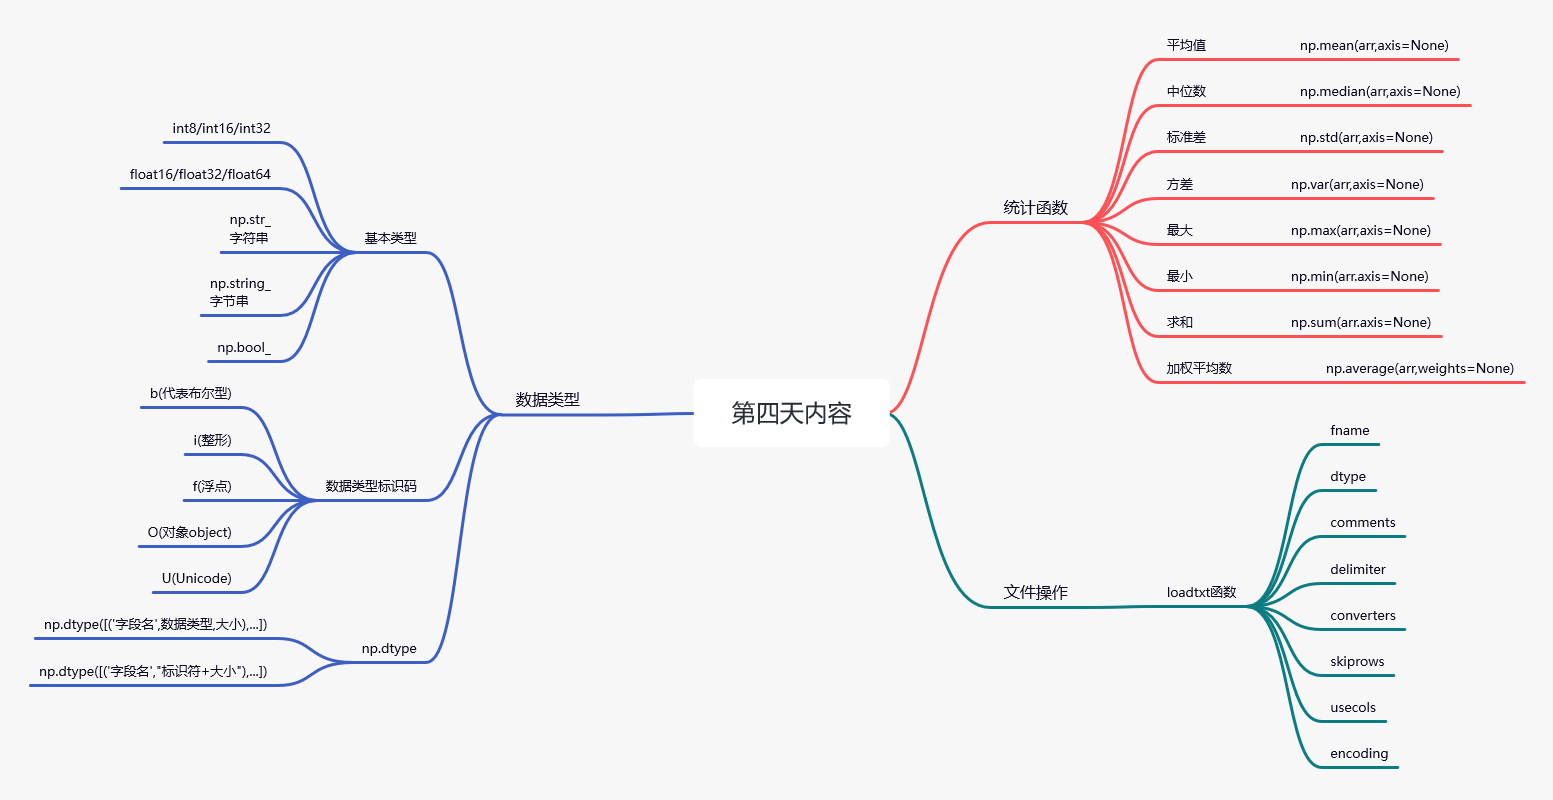 第四天内容
统计函数
平均值 np.mean(arr,axis=None)
中位数 np.median(arr,axis=None)
标准差 np.std(arr,axis=None)
方差 np.var(arr,axis=None)
最大 np.max(arr,axis=None)
最小 np.min(arr.axis=None)
求和 np.sum(arr.axis=None)
加权平均数 np.average(arr,weights=None)
文件操作
loadtxt函数
fname
dtype
comments
delimiter
converters
skiprows
usecols
encoding
数据类型
基本类型
int8/int16/int32
float16/float32/float64
np.str_
字符串
np.string_
字节串
np.bool_
数据类型标识码
b(代表布尔型)
i(整形)
f(浮点)
O(对象object)
U(Unicode)
np.dtype
np.dtype([('字段名',数据类型,大小),...])
np.dtype([('字段名',"标识符+大小"),...])